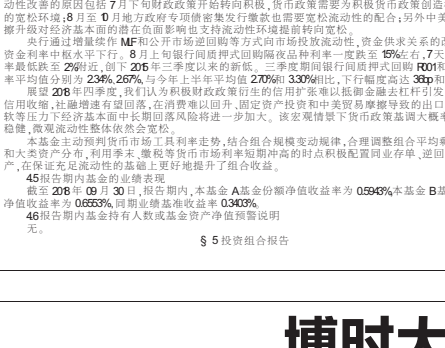 动性改善的原因包括 7 月下旬财政政策开始转向积极,货币政策需要为积极货币政策创造
的宽松环境;8 月至 10 月地方政府专项债密集发行缴款也需要宽松流动性的配合;另外中美
擦升级对经济基本面的潜在负面影响也支持流动性环境提前转向宽松。
央行通过增量续作 MLF和公开市场逆回购等方式向市场投放流动性,资金供求关系的
资金利率中枢水平下行。8 月上旬银行间质押式回购隔夜品种利率一度跌至 1.5%左右,7天
率最低跌至 2%附近,创下 2015 年三季度以来的新低。三季度期间银行间质押式回购 R001和
率平均值分别为 2.34%,2.67%,与今年上半年平均值 2.70%和 3.30%相比,下行幅度高达 36bp和
展望 2018 年四季度,我们认为积极财政政策衍生的信用扩张难以抵御金融去杠杆引发
信用收缩,社融增速有望回落,在消费难以回升、固定资产投资和中美贸易摩擦导致的出口
软等压力下经济基本面中长期回落风险将进一步加大。该宏观情景下货币政策基调大概率
稳健,微观流动性整体依然合宽松。
本基金主动预判货币市场工具利率走势,结合组合规模变动规律,合理调整组合平均剩
和大类资产分布,利用季末、缴税等货币市场利率短期冲高的时点积极配置同业存单、逆回
产,在保证充足流动性的基础上更好地提升了组合收益。
4.5报告期内基金的业绩表现
截至 2018 年 09 月 30 日,报告期内,本基金 A基金份额净值收益率为 0.5943%,本基金 B基
净值收益率为 0.6553%,同期业绩基准收益率 0.3403%。
4.6报告期内基金持有人数或基金资产净值预警说明
无。
§ 5 投资组合报告
博时大